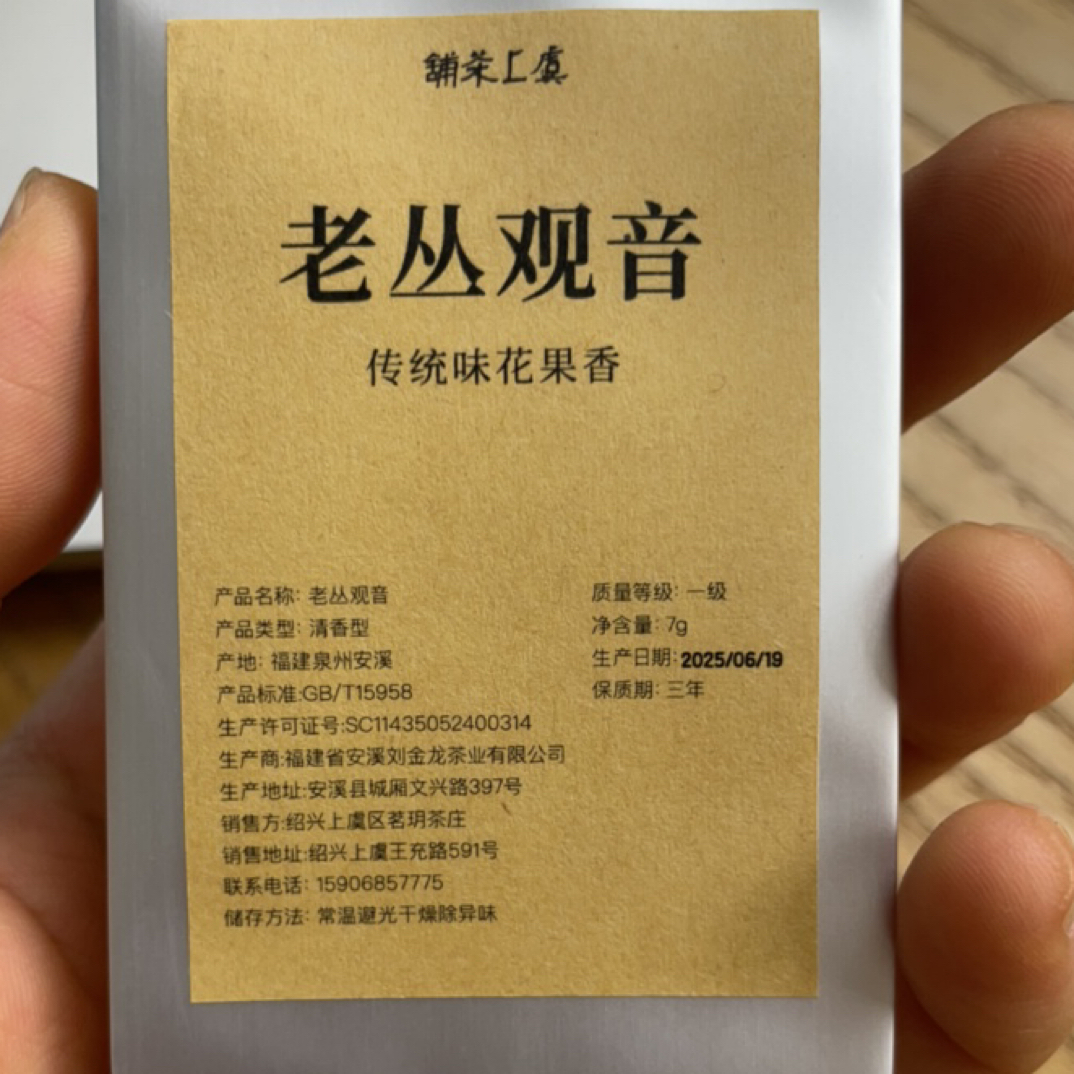 舖茶上虞
老丛观音
传统味花果香
产品名称: 老丛观音
产品类型: 清香型
产地: 福建泉州安溪
产品标准:GB/T15958
生产许可证号:SC11435052400314
生产商:福建省安溪刘金龙茶业有限公司
生产地址:安溪县城厢文兴路397号
销售方:绍兴上虞区茗玥茶庄
销售地址:绍兴上虞王充路591号
联系电话: 15906857775
储存方法: 常温避光干燥除异味
质量等级: 一级
净含量: 7g
生产日期: 2025/06/19
保质期: 三年